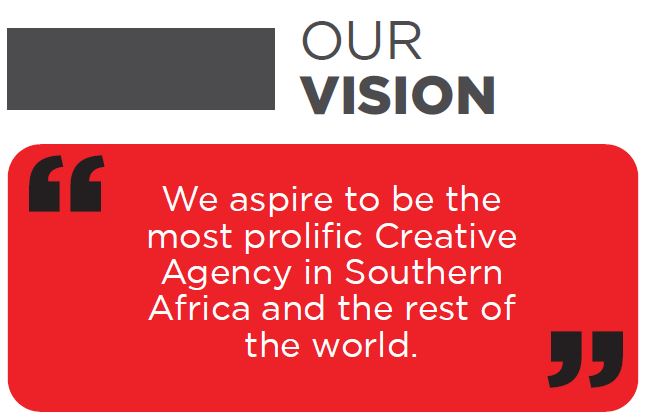 OUR
VISION
“
We aspire to be the
most prolific Creative
Agency in Southern
Africa and the rest of
the world.
”